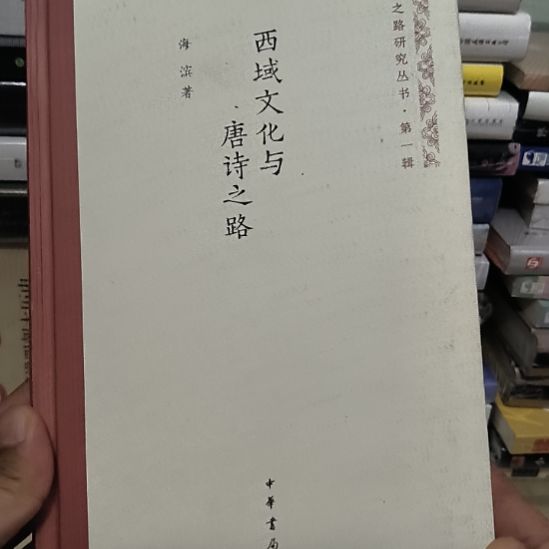 之路研究丛书·第一辑
西域文化与
唐诗之路
海滨 著
中华书局